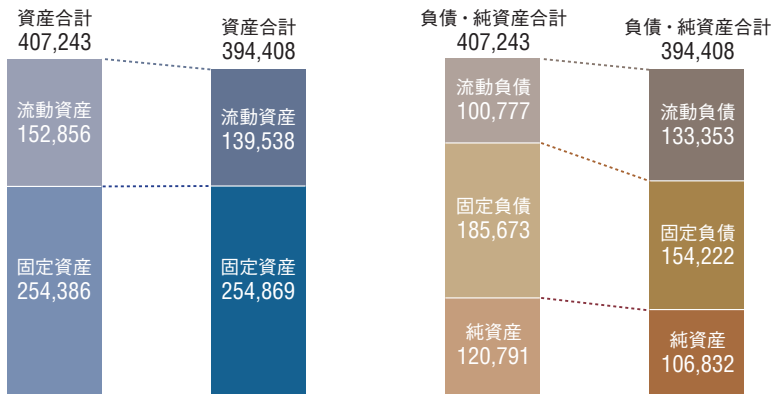 資産合計
407,243
流動資産
152,856
固定資産
254,386
資産合計
394,408
流動資産
139,538
固定資産
254,869
負債・純資産合計
407,243
流動負債
100,777
固定負債
185,673
純資産
120,791
負債・純資産合計
394,408
流動負債
133,353
固定負債
154,222
純資産
106,832